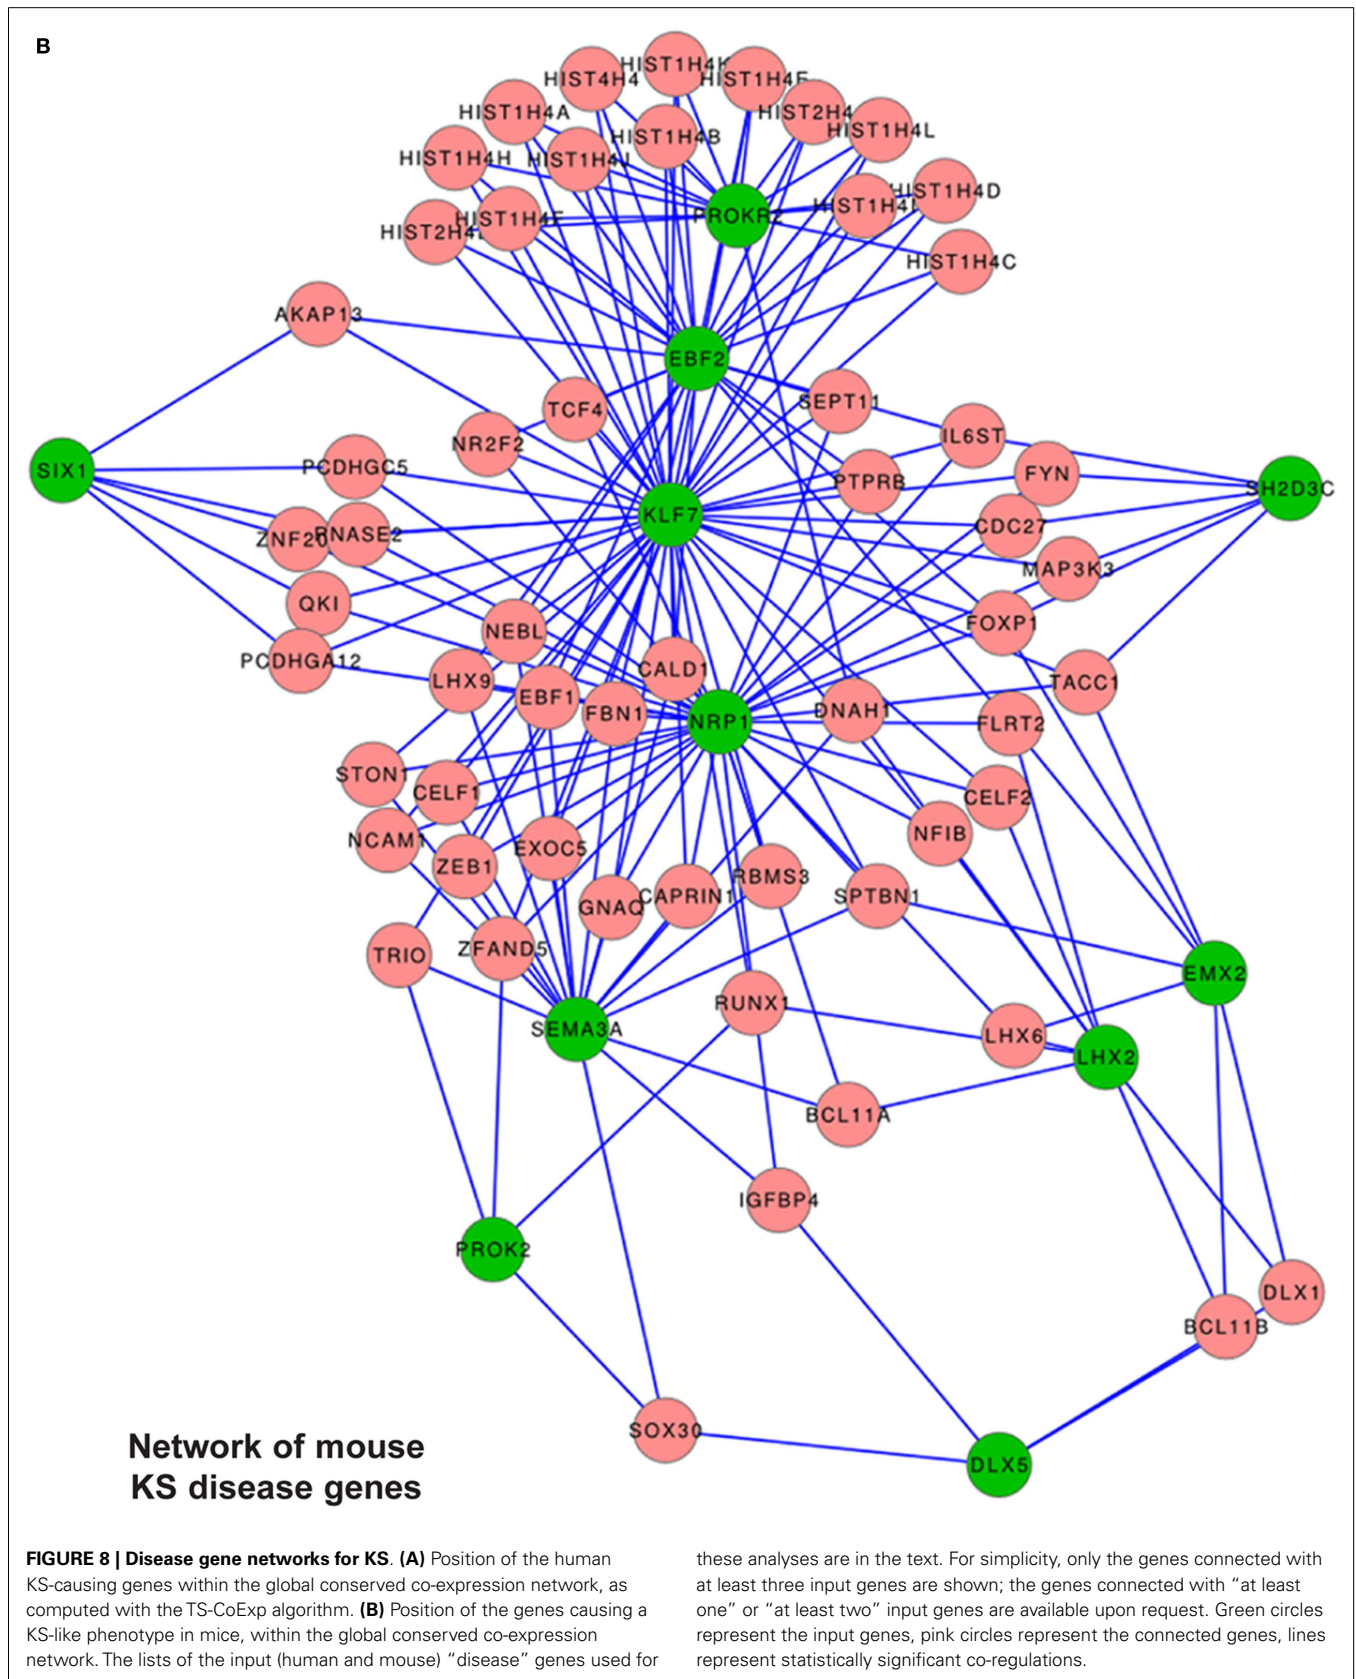 B
HIST1H4K
HIST4H4
HIST1H4A
HIST2H4
HIST1H4L
HIST1H4B
HIST1H4H
HIST1H4D
PROKR2
HIST1H4C
AKAP13
EBF2
TCF4
SEPT11
NR2F2
IL6ST
SIX1
PCDHGC5
PTPRB
FYN
SH2D3C
KLF7
CDC27
RNASE2
MAP3K3
QKI
NEBL
FOXP1
PCDHGA12
LHX9
CALD1
TACC1
EBF1
FBN1
NRP1
DNAH1
FLRT2
STON1
CELF1
CELF2
NCAM1
ZEB1
EXOC5
NFIB
GNAQ
CAPRIN1
RBMS3
SPTBN1
TRIO
ZFAND5
EMX2
SEMA3A
RUNX1
LHX6
LHX2
BCL11A
IGFBP4
PROK2
DLX1
BCL11B
SOX30
DLX5
Network of mouse
KS disease genes
FIGURE 8 | Disease gene networks for KS. (A) Position of the human
KS-causing genes within the global conserved co-expression network, as
computed with the TS-CoExp algorithm. (B) Position of the genes causing a
KS-like phenotype in mice, within the global conserved co-expression
network. The lists of the input (human and mouse) “disease” genes used for
these analyses are in the text. For simplicity, only the genes connected with
at least three input genes are shown; the genes connected with “at least
one” or “at least two” input genes are available upon request. Green circles
represent the input genes, pink circles represent the connected genes, lines
represent statistically significant co-regulations.